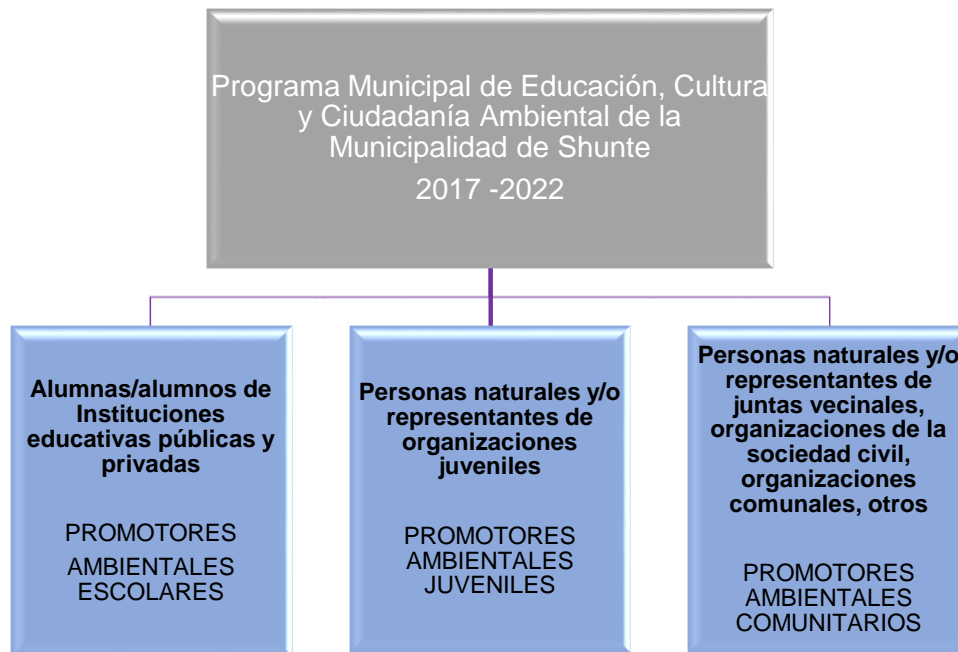 Programa Municipal de Educación, Cultura
y Ciudadanía Ambiental de la
Municipalidad de Shunte
2017 -2022
Alumnas/alumnos de
Instituciones
educativas públicas y
privadas
PROMOTORES
AMBIENTALES
ESCOLARES
Personas naturales y/o
representantes de
organizaciones
juveniles
PROMOTORES
AMBIENTALES
JUVENILES
Personas naturales y/o
representantes de
juntas vecinales,
organizaciones de la
sociedad civil,
organizaciones
comunales, otros
PROMOTORES
AMBIENTALES
COMUNITARIOS